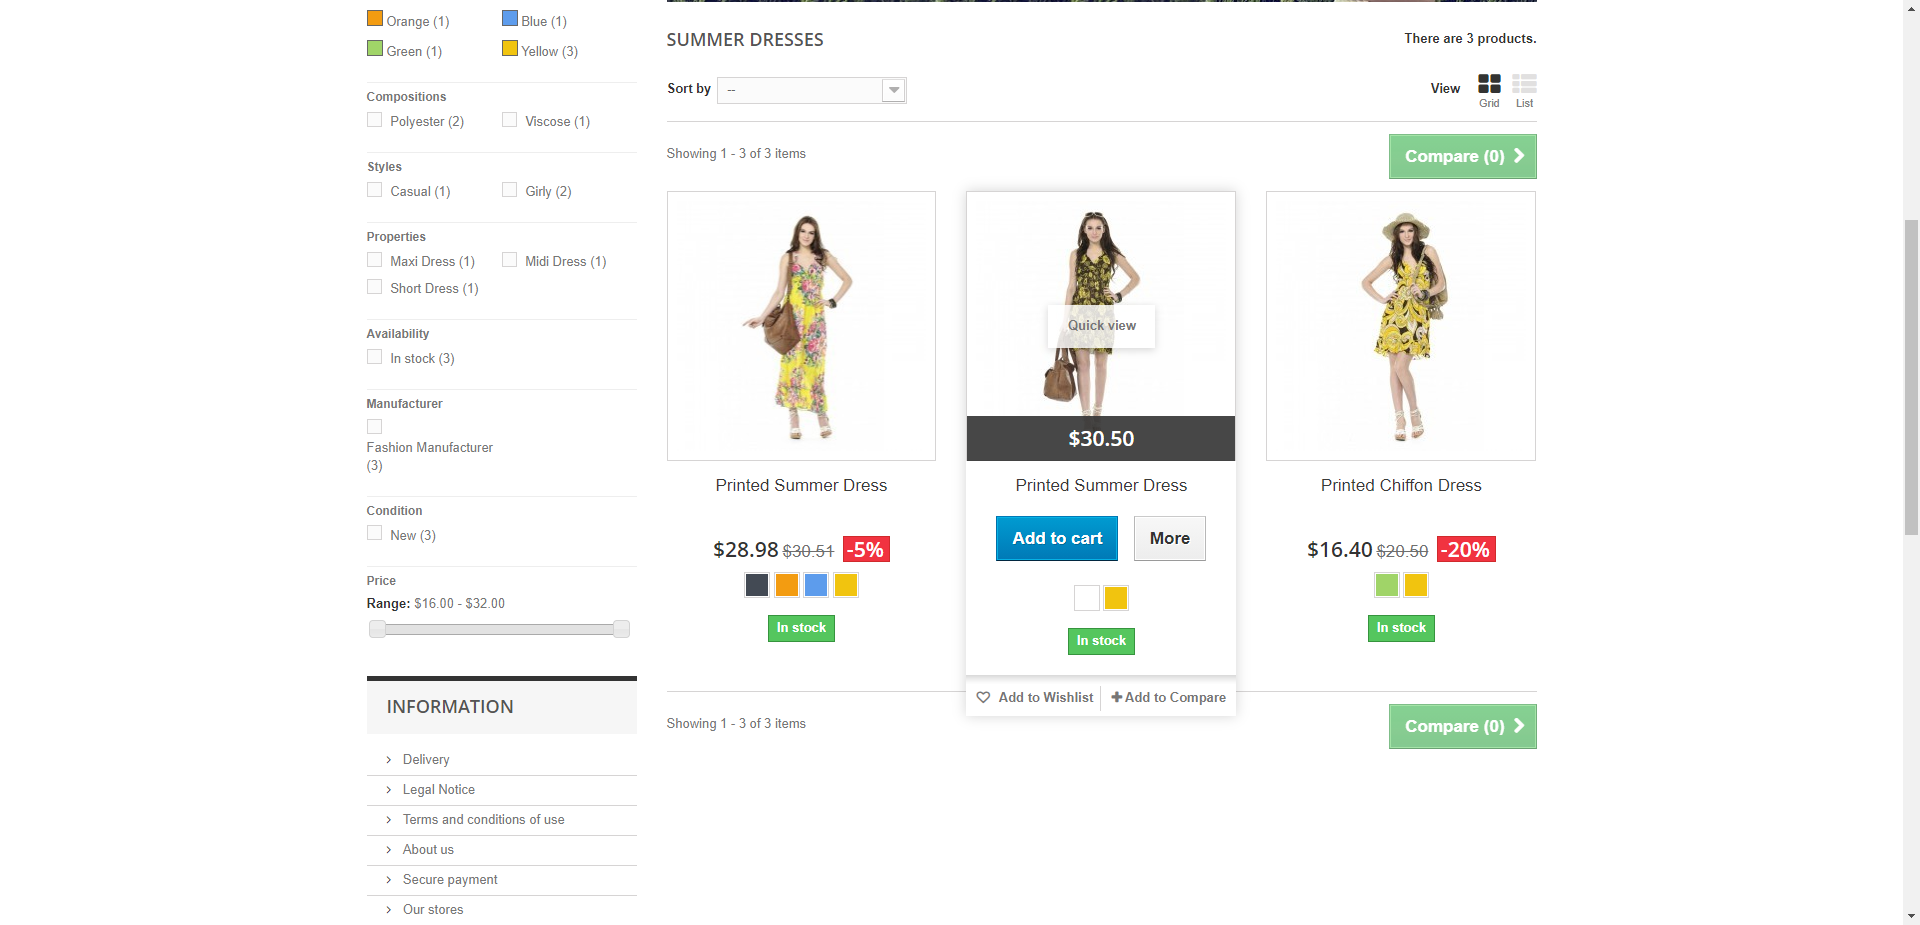 Orange (1)
Blue (1)
Green (1)
Yellow (3)
Compositions
Polyester (2)
Viscose (1)
Styles
Casual (1)
Girly (2)
Properties
Maxi Dress (1)
Midi Dress (1)
Short Dress (1)
Availability
In stock (3)
Manufacturer
Fashion Manufacturer
(3)
Condition
New (3)
Price
Range: $16.00 - $32.00
INFORMATION
Delivery
Legal Notice
Terms and conditions of use
About us
Secure payment
Our stores
SUMMER DRESSES
There are 3 products.
Sort by
--
View
Grid
List
Showing 1 - 3 of 3 items
Compare (0)
Printed Summer Dress
$28.98 $30.51 -5%
In stock
Quick view
$30.50
Printed Summer Dress
Add to cart
More
In stock
Add to Wishlist
Add to Compare
Printed Chiffon Dress
$16.40 $20.50 -20%
In stock
Showing 1 - 3 of 3 items
Compare (0)